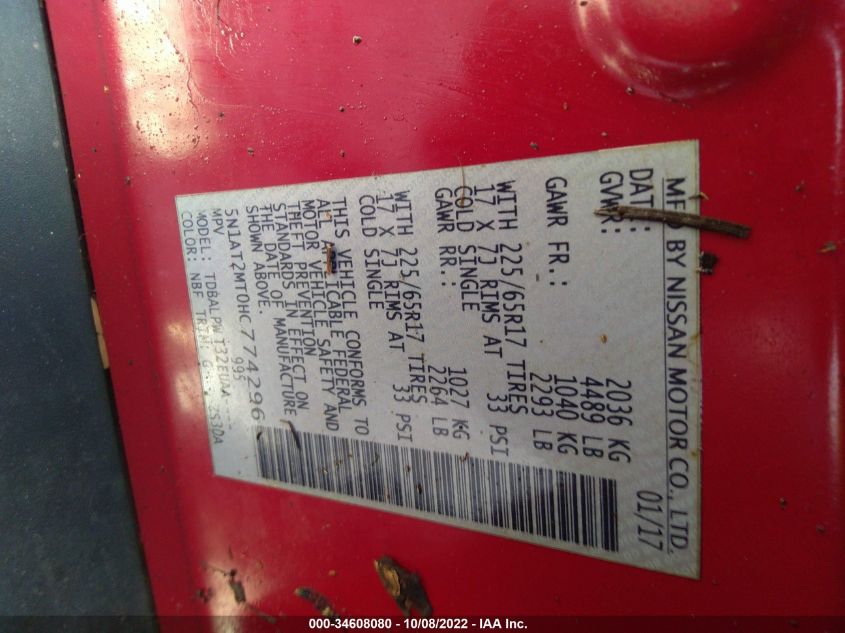 MFD BY NISSAN MOTOR CO., LTD.
DATE: 01/17
GVWR: 2036 KG
4489 LB
GAWR FR.: 1040 KG
2293 LB
WITH 225/65R17 TIRES
17 X 7J RIMS AT 33 PSI
COLD SINGLE
GAWR RR.: 1027 KG
2264 LB
WITH 225/65R17 TIRES
17 X 7J RIMS AT 33 PSI
COLD SINGLE
THIS VEHICLE CONFORMS TO
ALL APPLICABLE FEDERAL
MOTOR VEHICLE SAFETY AND
THEFT PREVENTION
STANDARDS IN EFFECT ON
THE DATE OF MANUFACTURE
SHOWN ABOVE.
5N1AT2MT0HC774296
MPV 995
MODEL: TDBALPW T32EUA
COLOR: NBF TRIM: 2S30A
000-34608080 - 10/08/2022 - IAA Inc.